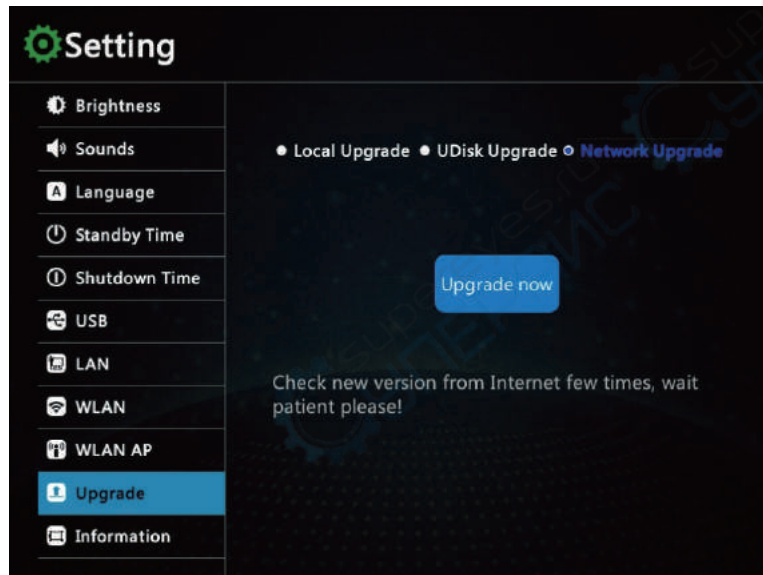 Setting
Brightness
Sounds
Local Upgrade UDisk Upgrade Network Upgrade
A Language
Standby Time
Shutdown Time
Upgrade now
USB
LAN
Check new version from Internet few times, wait
patient please!
WLAN
WLAN AP
Upgrade
Information